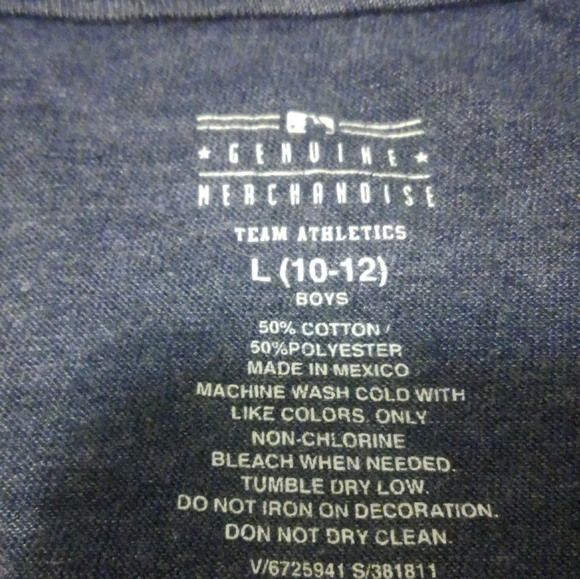 ★ GENUINE ★
MERCHANDISE
TEAM ATHLETICS
L (10-12)
BOYS
50% COTTON /
50%POLYESTER
MADE IN MEXICO
MACHINE WASH COLD WITH
LIKE COLORS. ONLY
NON-CHLORINE
BLEACH WHEN NEEDED.
TUMBLE DRY LOW.
DO NOT IRON ON DECORATION.
DON NOT DRY CLEAN.
V/6725941 S/381811